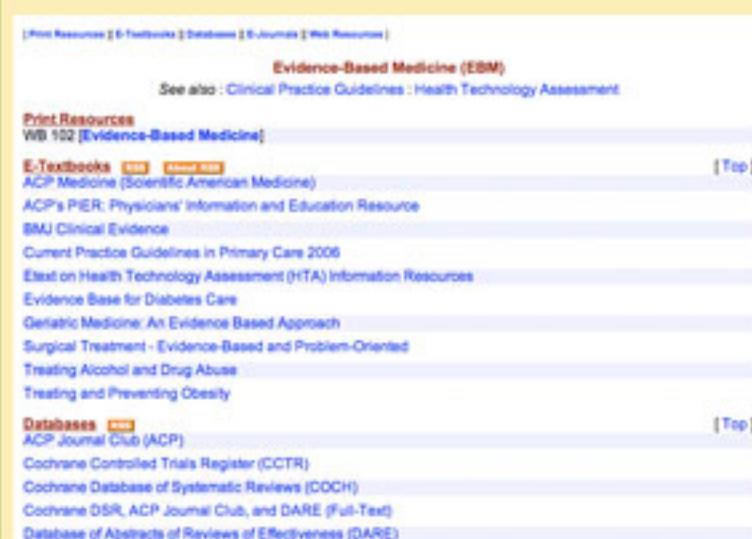 [ Print Resources ][ E-Textbooks ][ Databases ][ E-Journals ][ Web Resources ]
Evidence-Based Medicine (EBM)
See also : Clinical Practice Guidelines : Health Technology Assessment
Print Resources
WB 102 [Evidence-Based Medicine]
E-Textbooks RSS About RSS [ Top ]
ACP Medicine (Scientific American Medicine)
ACP's PIER: Physicians' Information and Education Resource
BMJ Clinical Evidence
Current Practice Guidelines in Primary Care 2006
Etext on Health Technology Assessment (HTA) Information Resources
Evidence Base for Diabetes Care
Geriatric Medicine: An Evidence Based Approach
Surgical Treatment - Evidence-Based and Problem-Oriented
Treating Alcohol and Drug Abuse
Treating and Preventing Obesity
Databases RSS [ Top ]
ACP Journal Club (ACP)
Cochrane Controlled Trials Register (CCTR)
Cochrane Database of Systematic Reviews (COCH)
Cochrane DSR, ACP Journal Club, and DARE (Full-Text)
Database of Abstracts of Reviews of Effectiveness (DARE)